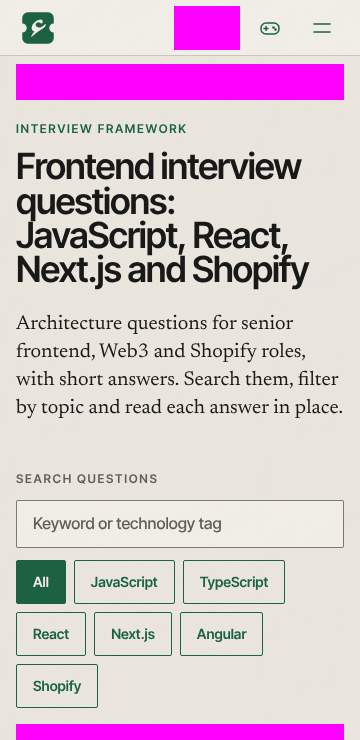 INTERVIEW FRAMEWORK
Frontend interview
questions:
JavaScript, React,
Next.js and Shopify
Architecture questions for senior
frontend, Web3 and Shopify roles,
with short answers. Search them, filter
by topic and read each answer in place.
SEARCH QUESTIONS
Keyword or technology tag
All JavaScript TypeScript
React Next.js Angular
Shopify